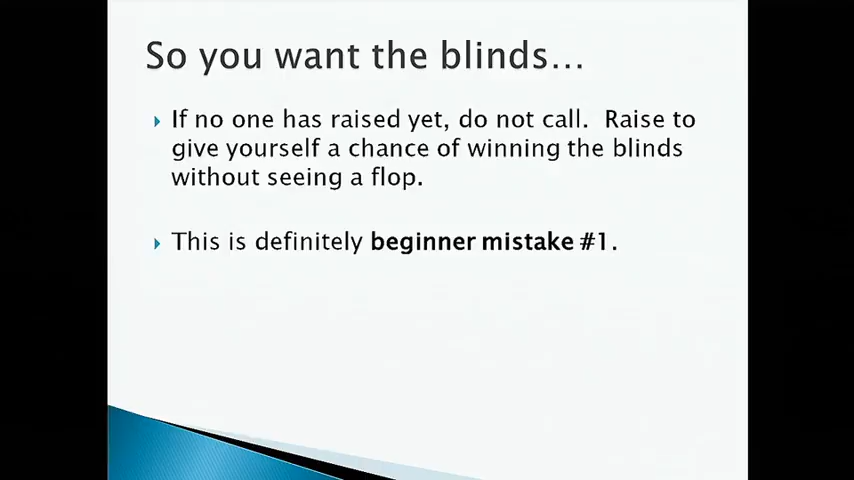 So you want the blinds...
If no one has raised yet, do not call.  Raise to
give yourself a chance of winning the blinds
without seeing a flop.
This is definitely beginner mistake #1.